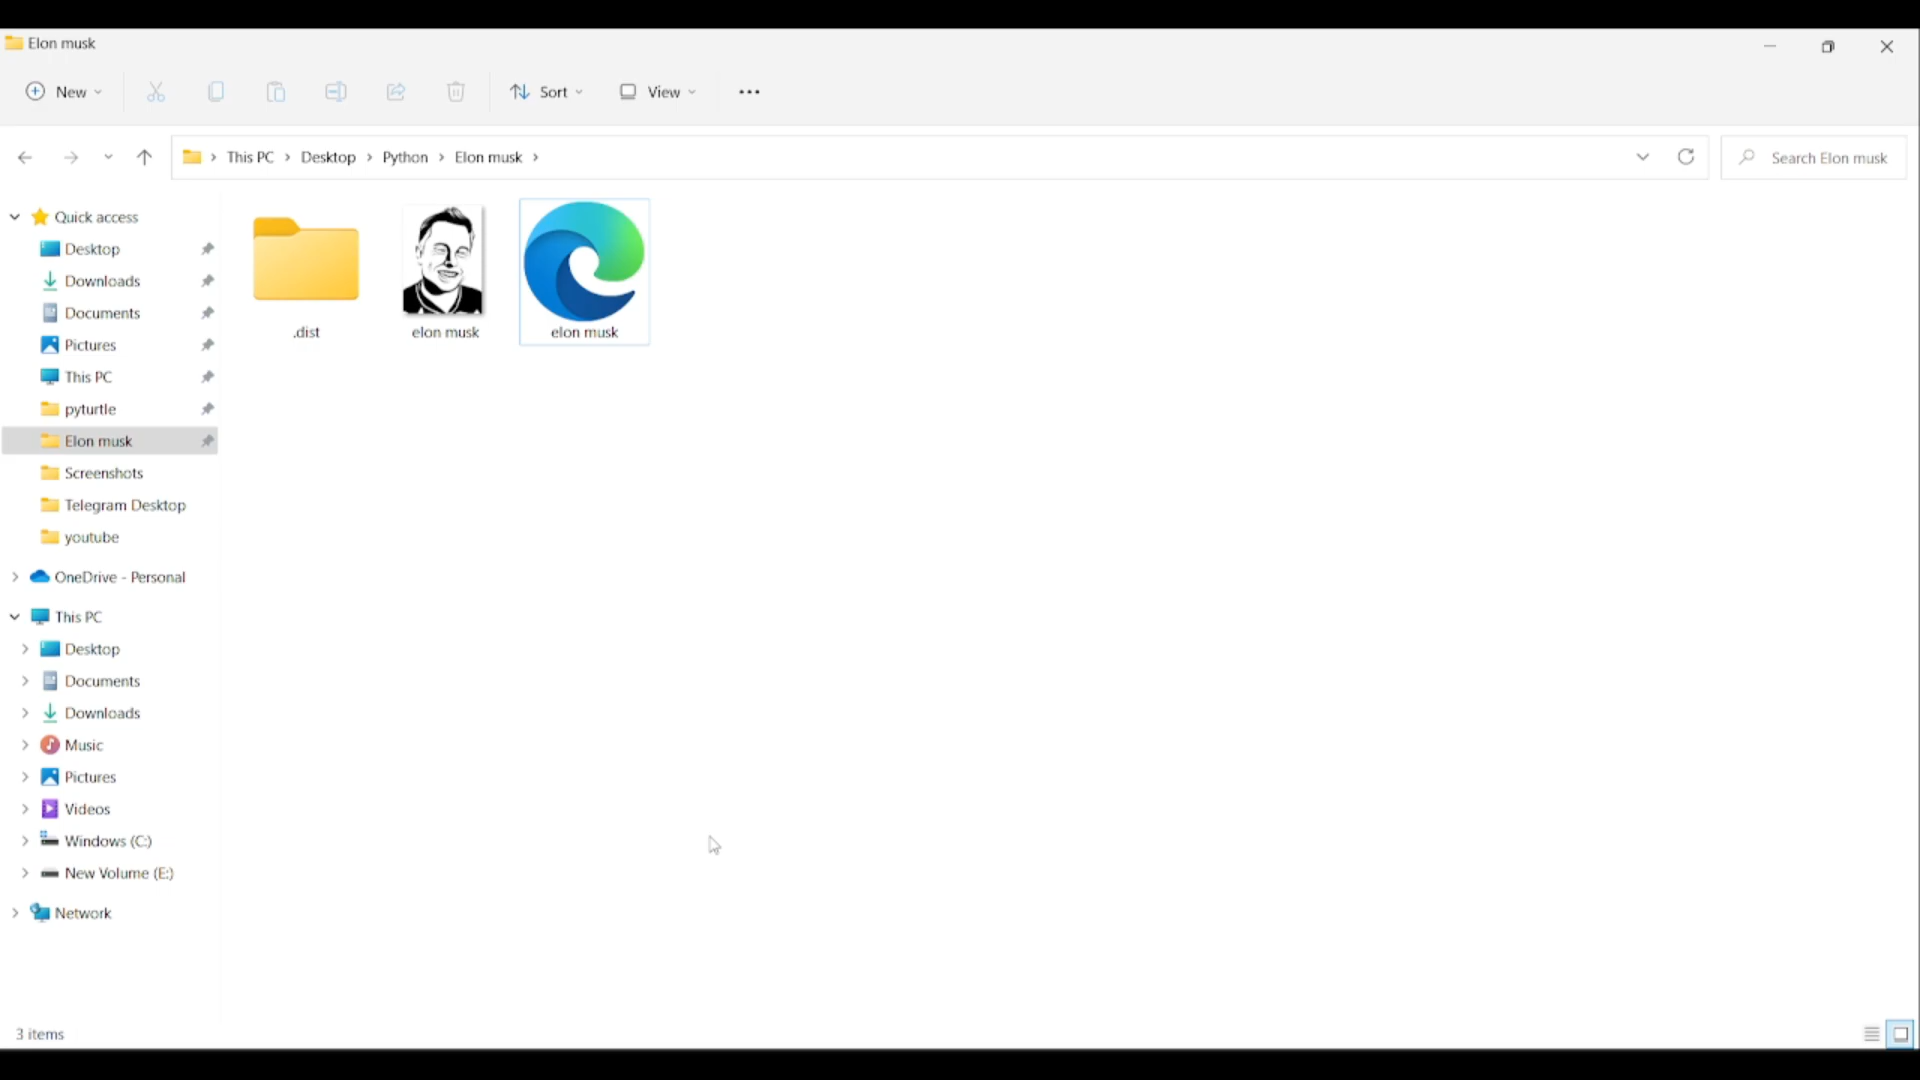 Elon musk
New
Sort
View
This PC > Desktop > Python > Elon musk >
Search Elon musk
Quick access
Desktop
Downloads
Documents
Pictures
This PC
pyturtle
Elon musk
Screenshots
Telegram Desktop
youtube
OneDrive - Personal
This PC
Desktop
Documents
Downloads
Music
Pictures
Videos
Windows (C:)
New Volume (E:)
Network
.dist
elon musk
elon musk
3 items